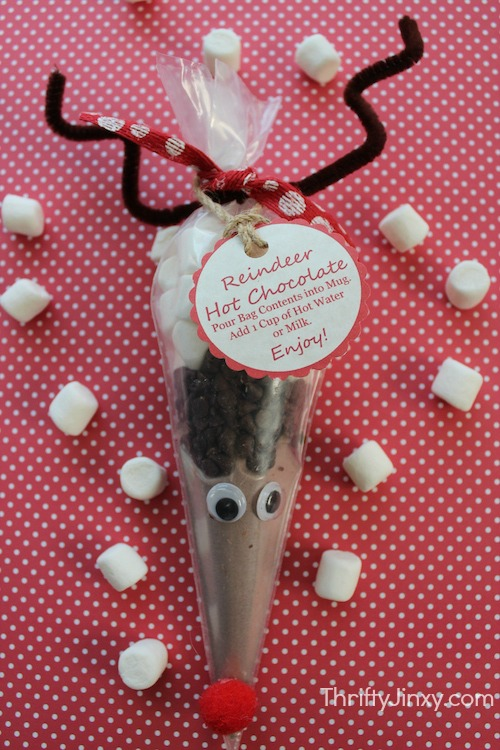 Reindeer
Hot Chocolate
Pour Bag Contents into Mug.
Add 1 Cup of Hot Water
or Milk.
Enjoy!
ThriftyJinxy.com